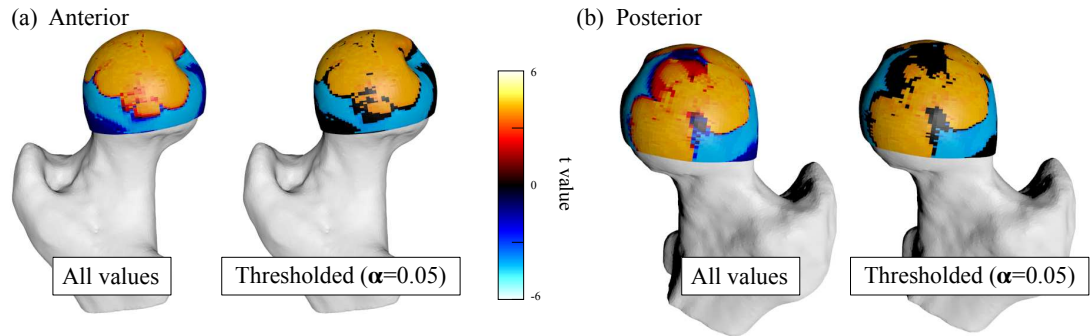 (a) Anterior
(b) Posterior
6
0
-6
t value
All values
Thresholded (α=0.05)
All values
Thresholded (α=0.05)